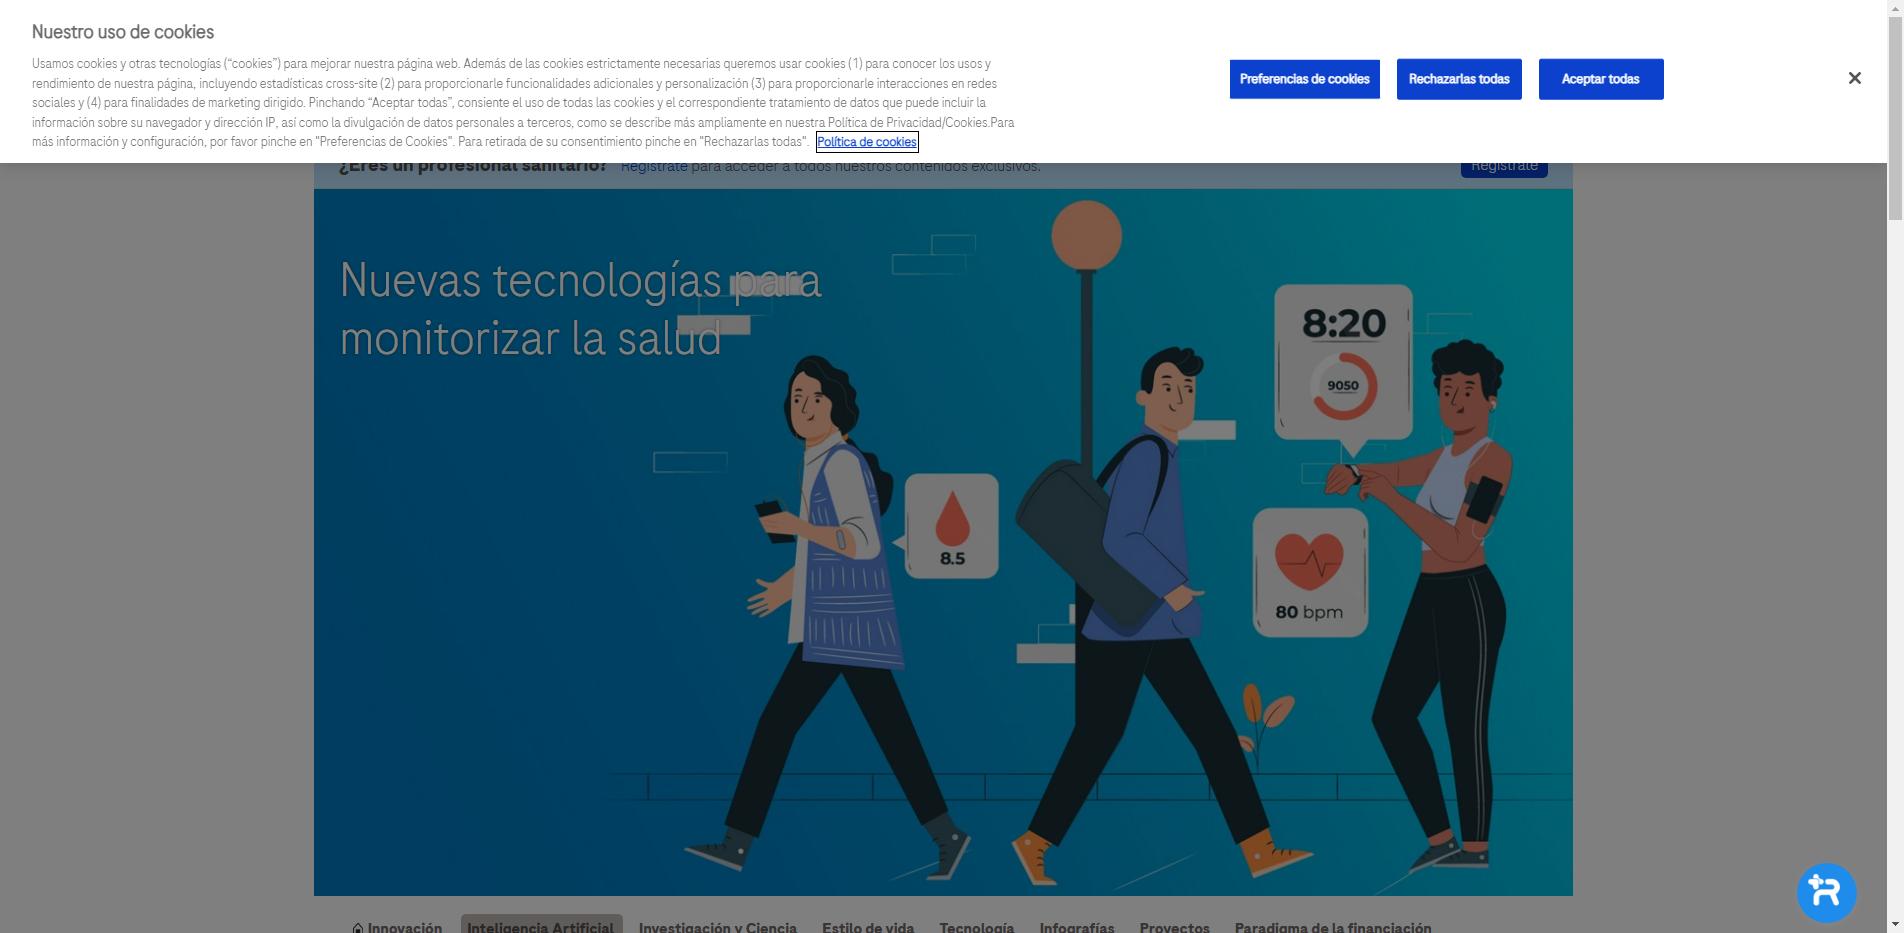 Nuestro uso de cookies
Usamos cookies y otras tecnologías (“cookies”) para mejorar nuestra página web. Además de las cookies estrictamente necesarias queremos usar cookies (1) para conocer los usos y
rendimiento de nuestra página, incluyendo estadísticas cross-site (2) para proporcionarle funcionalidades adicionales y personalización (3) para proporcionarle interacciones en redes
sociales y (4) para finalidades de marketing dirigido. Pinchando “Aceptar todas”, consiente el uso de todas las cookies y el correspondiente tratamiento de datos que puede incluir la
información sobre su navegador y dirección IP, así como la divulgación de datos personales a terceros, como se describe más ampliamente en nuestra Política de Privacidad/Cookies.Para
más información y configuración, por favor pinche en "Preferencias de Cookies". Para retirada de su consentimiento pinche en "Rechazarlas todas". Política de cookies
Preferencias de cookies
Rechazarlas todas
Aceptar todas
¿Eres un profesional sanitario? Regístrate para acceder a todos nuestros contenidos exclusivos.
Regístrate
Nuevas tecnologías para
monitorizar la salud
8:20
9050
8.5
80 bpm
R
Innovación Inteligencia Artificial Investigación y Ciencia Estilo de vida Tecnología Infografías Proyectos Paradigma de la financiación